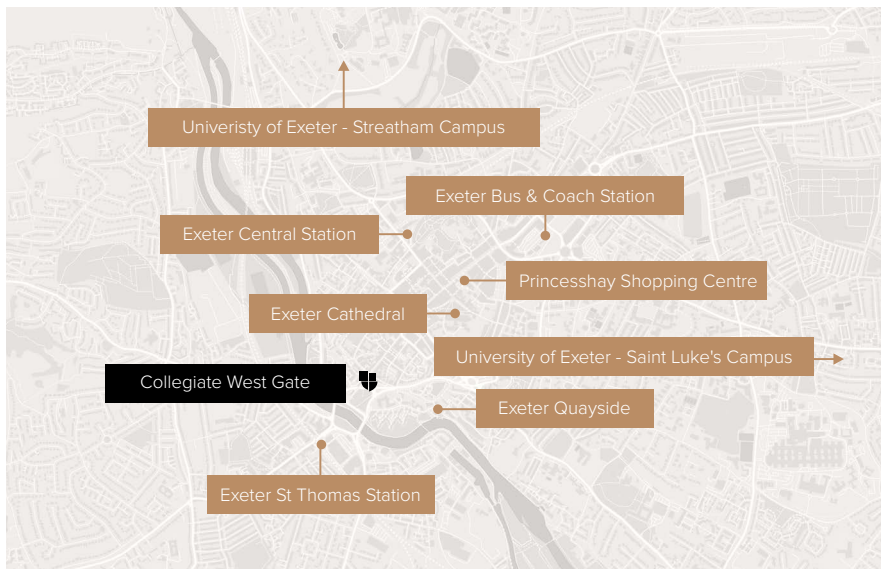 Univeristy of Exeter - Streatham Campus
Exeter Bus & Coach Station
Exeter Central Station
Princesshay Shopping Centre
Exeter Cathedral
University of Exeter - Saint Luke's Campus
Collegiate West Gate
Exeter Quayside
Exeter St Thomas Station